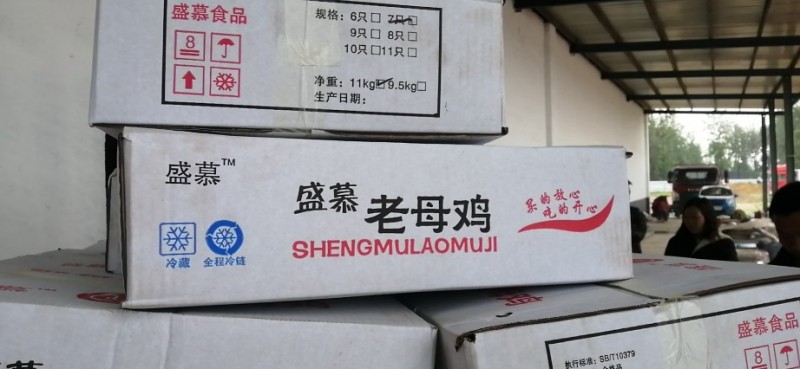 盛慕食品
规格：6只□ 7只□
9只□ 8只□
10只□ 11只□
8
净重：11kg□ 9.5kg□
生产日期：
盛慕™
盛慕 老母鸡
SHENGMULAOMUJI
买的放心
吃的开心
冷藏
全程冷链
盛慕食品
执行标准：SB/T10379
8